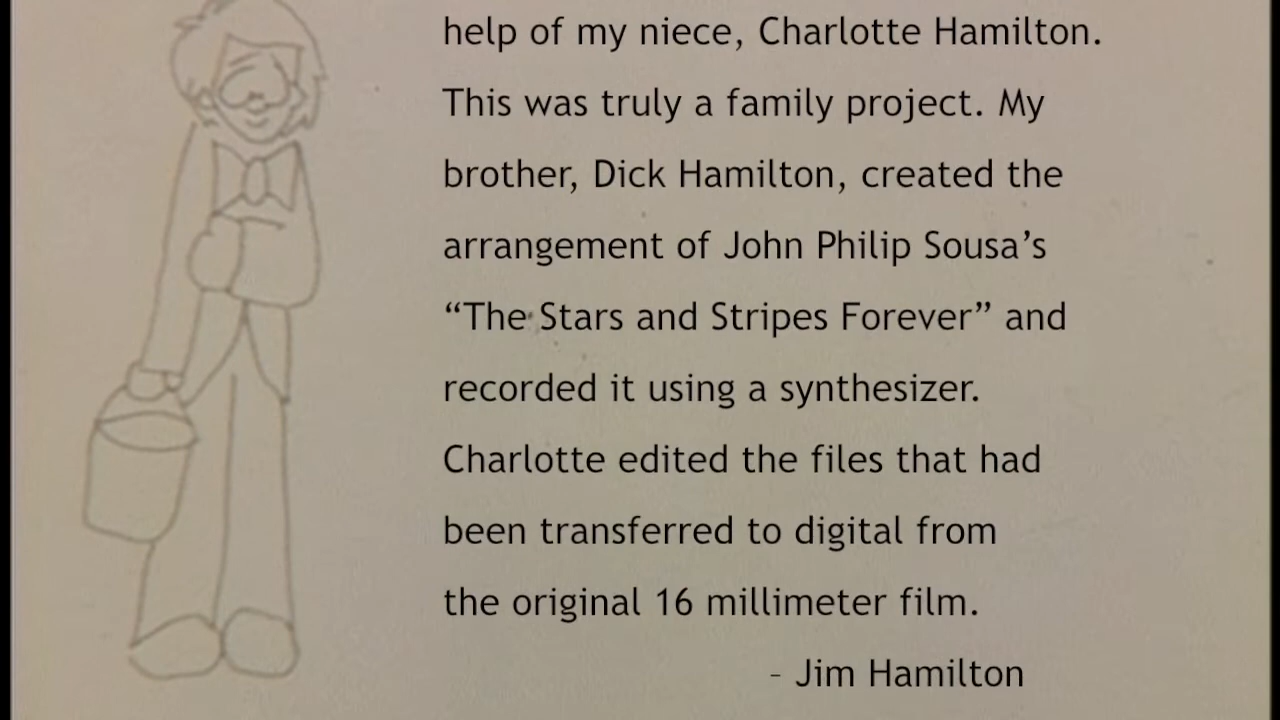 help of my niece, Charlotte Hamilton.
This was truly a family project. My
brother, Dick Hamilton, created the
arrangement of John Philip Sousa’s
“The Stars and Stripes Forever” and
recorded it using a synthesizer.
Charlotte edited the files that had
been transferred to digital from
the original 16 millimeter film.
- Jim Hamilton